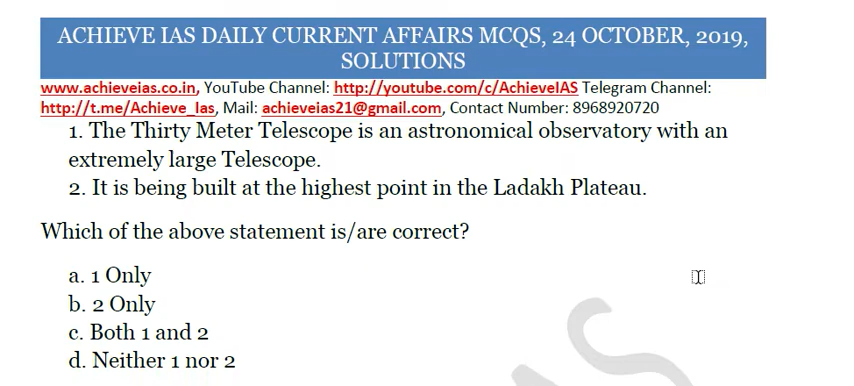 ACHIEVE IAS DAILY CURRENT AFFAIRS MCQS, 24 OCTOBER, 2019,
SOLUTIONS
www.achieveias.co.in, YouTube Channel: http://youtube.com/c/AchieveIAS Telegram Channel:
http://t.me/Achieve_Ias, Mail: achieveias21@gmail.com, Contact Number: 8968920720
1. The Thirty Meter Telescope is an astronomical observatory with an
extremely large Telescope.
2. It is being built at the highest point in the Ladakh Plateau.
Which of the above statement is/are correct?
a. 1 Only
b. 2 Only
c. Both 1 and 2
d. Neither 1 nor 2